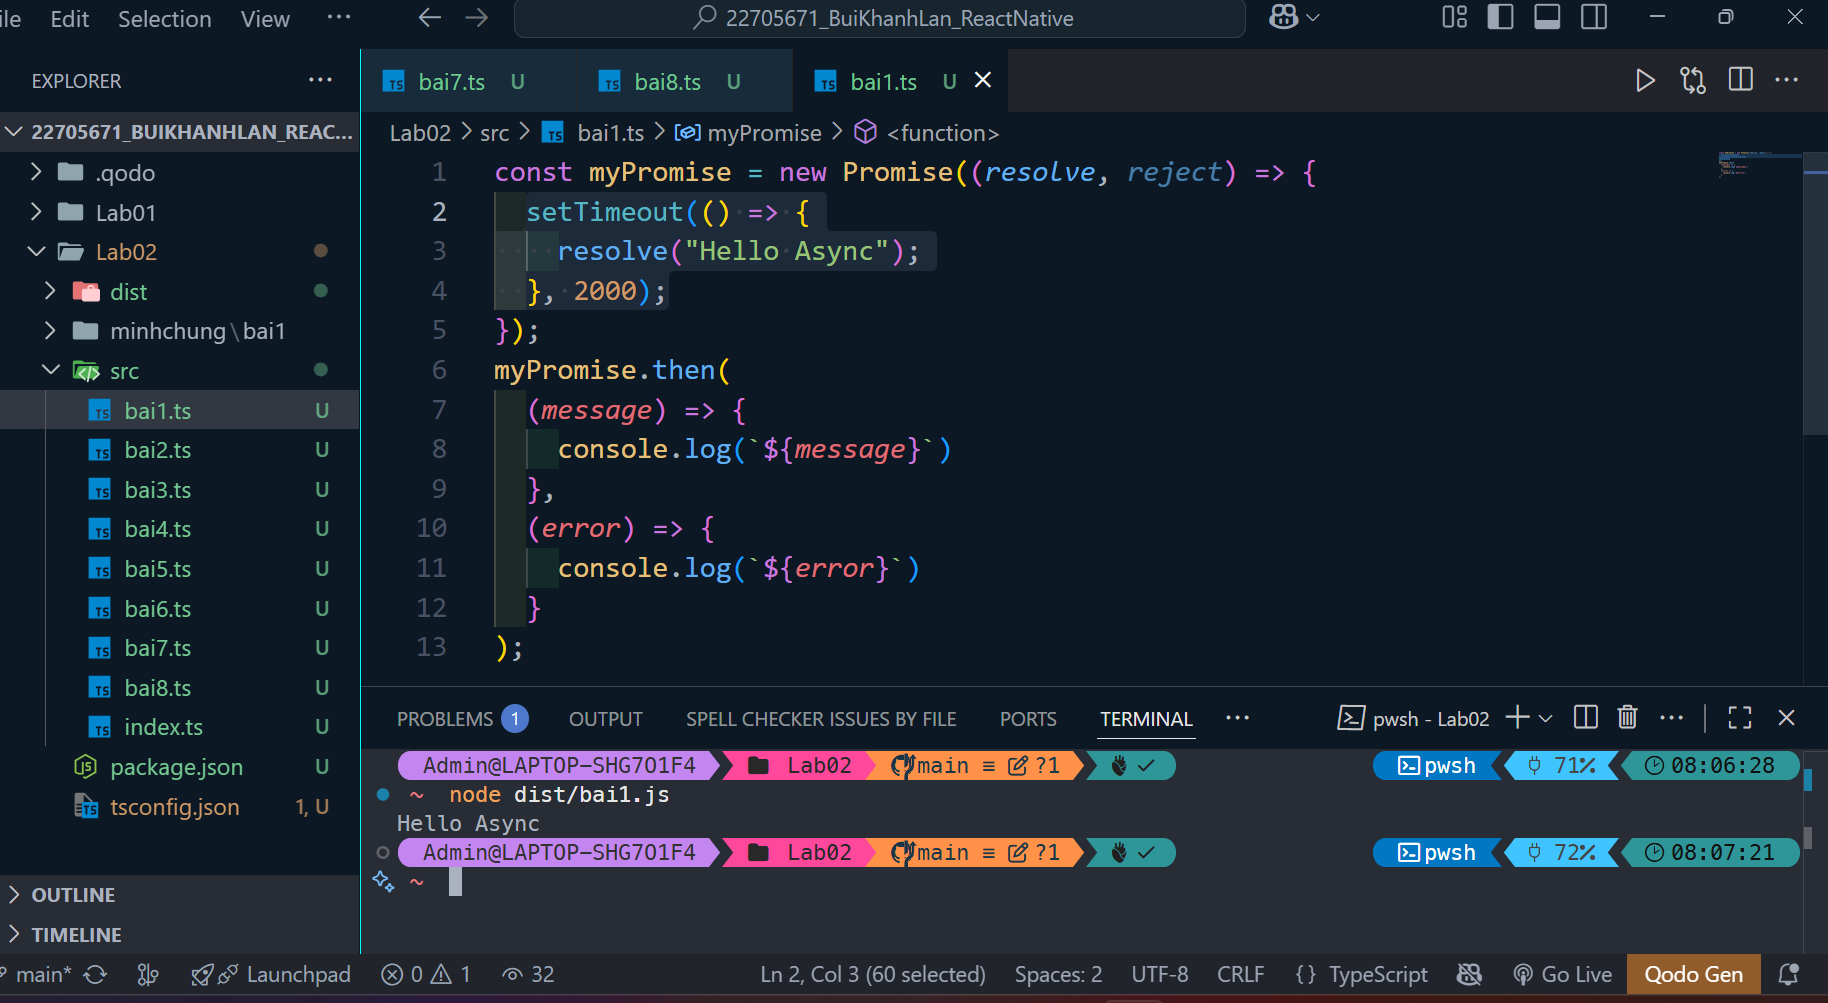 ile Edit Selection View ··· 22705671_BuiKhanhLan_ReactNative
EXPLORER ···
22705671_BUIKHANHLAN_REAC...
.qodo
Lab01
Lab02
dist
minhchung\bai1
src
bai1.ts U
bai2.ts U
bai3.ts U
bai4.ts U
bai5.ts U
bai6.ts U
bai7.ts U
bai8.ts U
index.ts U
package.json U
tsconfig.json 1, U
OUTLINE
TIMELINE
bai7.ts U bai8.ts U bai1.ts U
Lab02 > src > bai1.ts > myPromise > <function>
1 const myPromise = new Promise((resolve, reject) => {
2 setTimeout(() => {
3 resolve("Hello Async");
4 }, 2000);
5 });
6 myPromise.then(
7 (message) => {
8 console.log(`${message}`)
9 },
10 (error) => {
11 console.log(`${error}`)
12 }
13 );
PROBLEMS 1 OUTPUT SPELL CHECKER ISSUES BY FILE PORTS TERMINAL ··· pwsh - Lab02
Admin@LAPTOP-SHG7O1F4 Lab02 main ≡ ?1 ✓ pwsh 71% 08:06:28
~ node dist/bai1.js
Hello Async
Admin@LAPTOP-SHG7O1F4 Lab02 main ≡ ?1 ✓ pwsh 72% 08:07:21
~
main* Launchpad 0 1 32 Ln 2, Col 3 (60 selected) Spaces: 2 UTF-8 CRLF {} TypeScript Go Live Qodo Gen